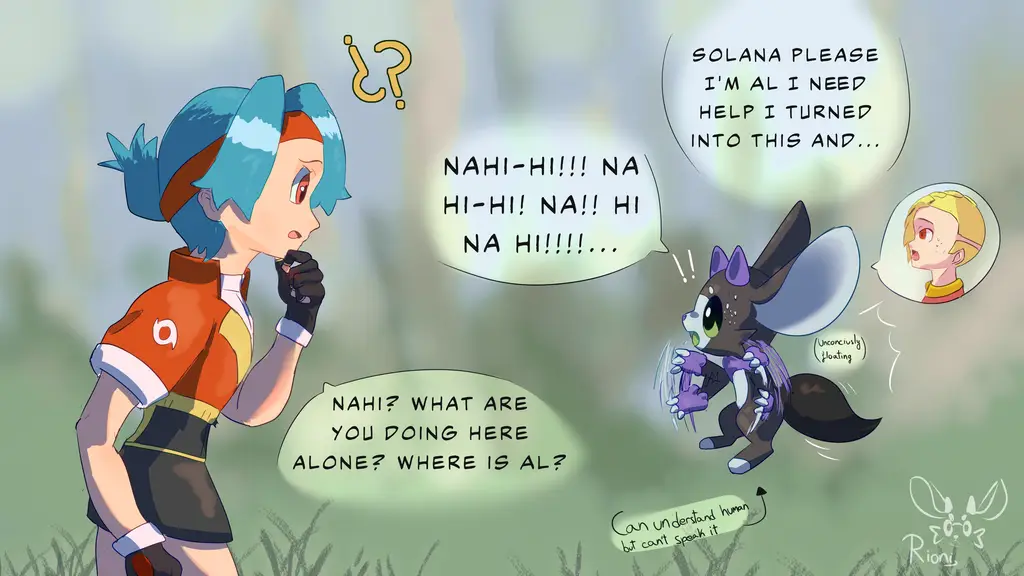 ¿?
SOLANA PLEASE
I'M AL I NEED
HELP I TURNED
INTO THIS AND...
NAHI-HI!!! NA
HI-HI! NA!! HI
NA HI!!!!...
!!
(Unconciusly
floating)
NAHI? WHAT ARE
YOU DOING HERE
ALONE? WHERE IS AL?
Can understand human
but cant speak it
Rioni